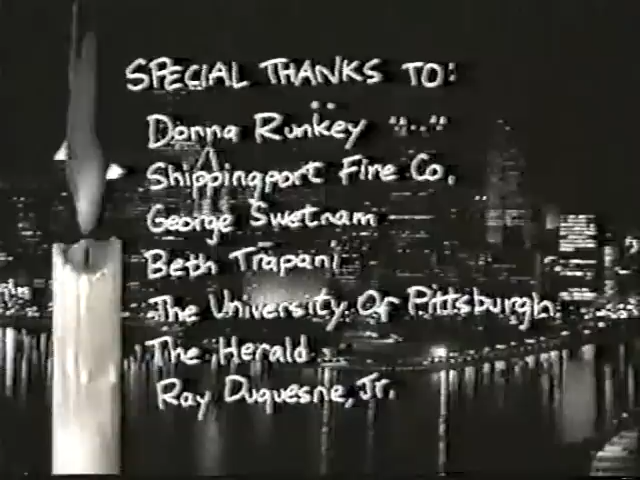 SPECIAL THANKS TO:
Donna Runkey "¨.."
Shippingport Fire Co.
George Swetnam
Beth Trapani
The University Of Pittsburgh
The Herald
Ray Duquesne, Jr.